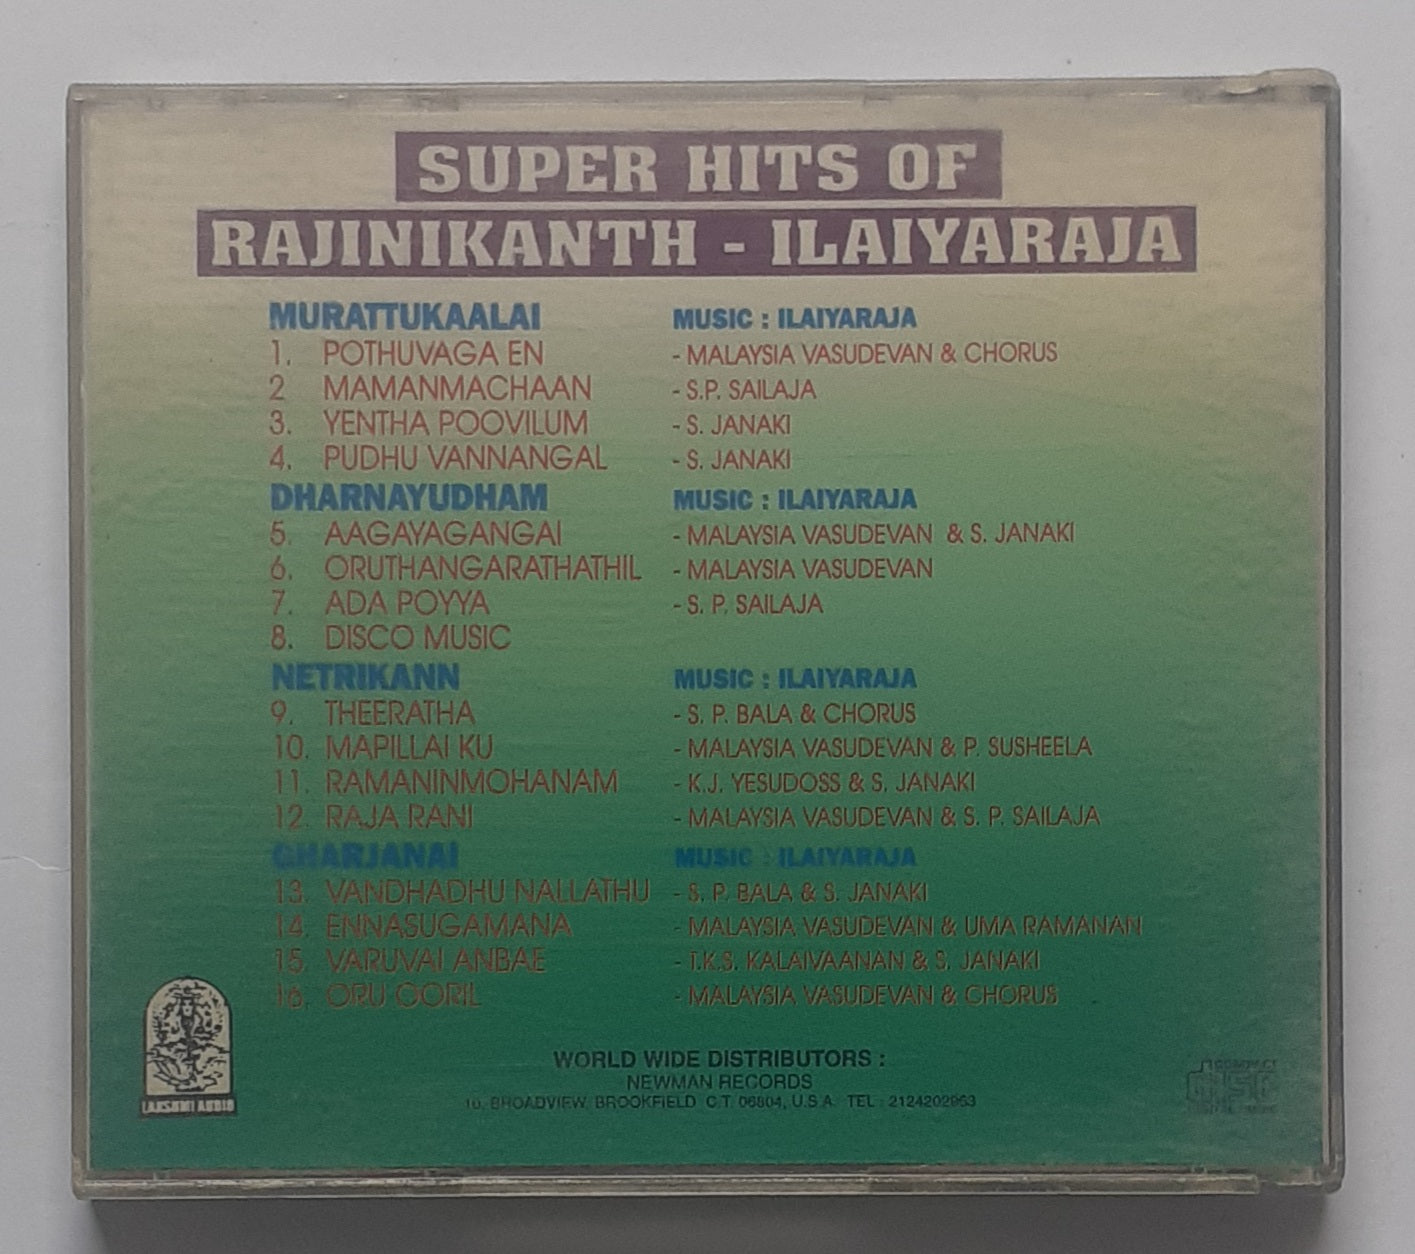 SUPER HITS OF
RAJINIKANTH - ILAIYARAJA
MURATTUKAALAI MUSIC : ILAIYARAJA
1. POTHUVAGA EN - MALAYSIA VASUDEVAN & CHORUS
2 MAMANMACHAAN - S.P. SAILAJA
3. YENTHA POOVILUM - S. JANAKI
4. PUDHU VANNANGAL - S. JANAKI
DHARNAYUDHAM MUSIC : ILAIYARAJA
5. AAGAYAGANGAI - MALAYSIA VASUDEVAN & S. JANAKI
6. ORUTHANGARATHATHIL - MALAYSIA VASUDEVAN
7. ADA POYYA - S. P. SAILAJA
8. DISCO MUSIC
NETRIKANN MUSIC : ILAIYARAJA
9. THEERATHA - S. P. BALA & CHORUS
10. MAPILLAI KU - MALAYSIA VASUDEVAN & P. SUSHEELA
11. RAMANINMOHANAM - K.J. YESUDOSS & S. JANAKI
12. RAJA RANI - MALAYSIA VASUDEVAN & S. P. SAILAJA
GHARJANAI MUSIC : ILAIYARAJA
13. VANDHADHU NALLATHU - S. P. BALA & S. JANAKI
14. ENNASUGAMANA - MALAYSIA VASUDEVAN & UMA RAMANAN
15. VARUVAI ANBAE - T.K.S. KALAIVAANAN & S. JANAKI
16. ORU OORIL - MALAYSIA VASUDEVAN & CHORUS
LAKSHMI AUDIO
WORLD WIDE DISTRIBUTORS :
NEWMAN RECORDS
10, BROADVIEW, BROOKFIELD C.T. 06804, U.S.A. TEL : 2124202963
COMPACT
disc